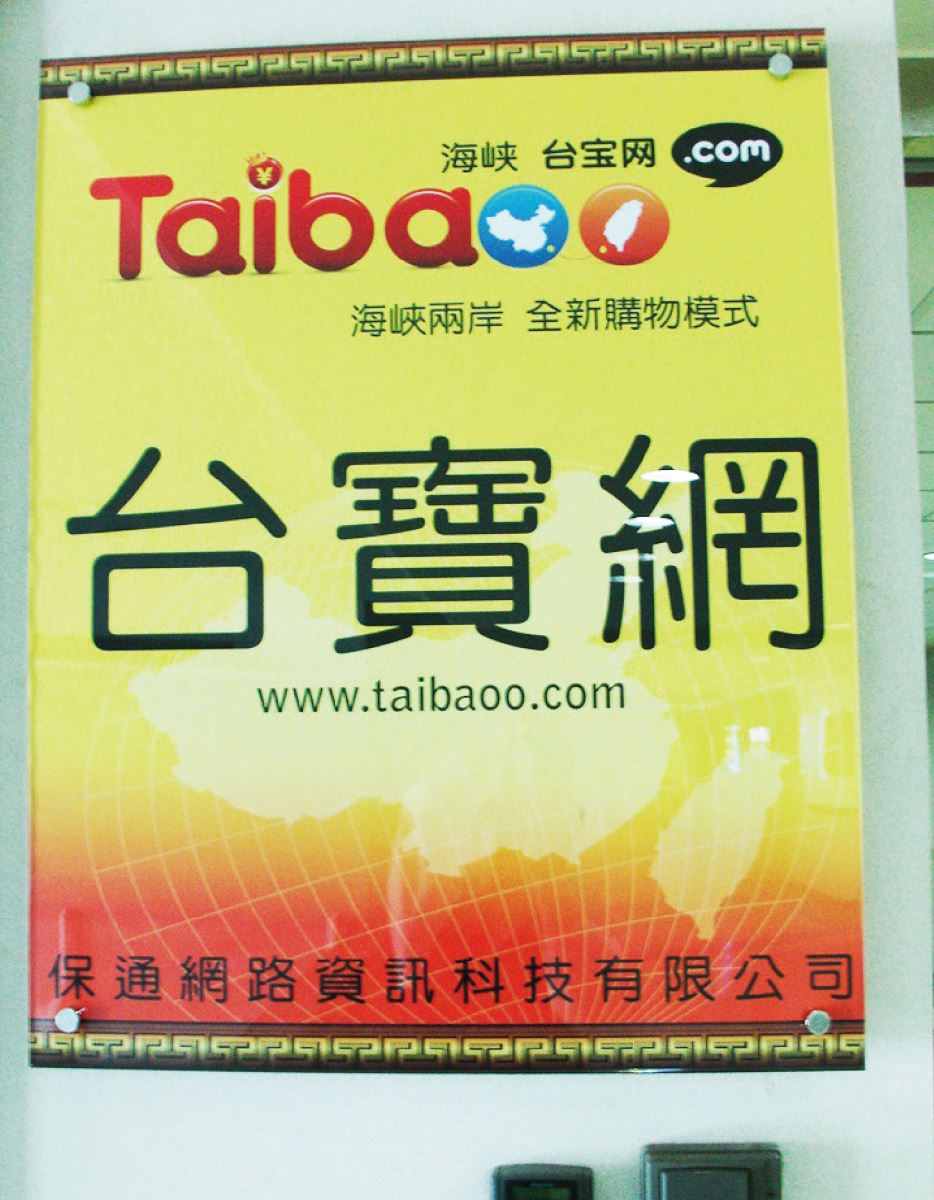 海峡 台宝网 .com
Taibaoo
海峽兩岸 全新購物模式
台寶網
www.taibaoo.com
保通網路資訊科技有限公司